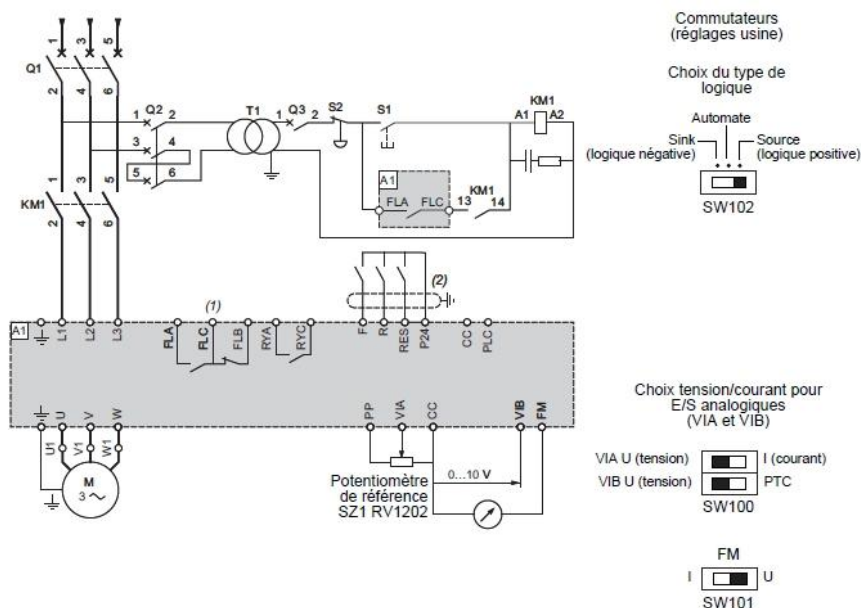 Commutateurs
(réglages usine)
Choix du type de
logique
Automate
Sink
(logique négative)
Source
(logique positive)
SW102
1 3 5
Q1
2 4 6
1 Q2 2
3 4
5 6
T1
1 Q3 2
S2
S1
KM1
A1 A2
A1
FLA FLC
KM1
13 14
1 3 5
KM1
2 4 6
(1)
(2)
A1
L1 L2 L3
FLA FLC FLB RYA RYC
F R RES P24 CC PLC
U V W
PP VIA CC VIB FM
U1 V1 W1
M
3
0...10 V
Potentiomètre
de référence
SZ1 RV1202
Choix tension/courant pour
E/S analogiques
(VIA et VIB)
VIA U (tension) I (courant)
VIB U (tension) PTC
SW100
FM
I U
SW101